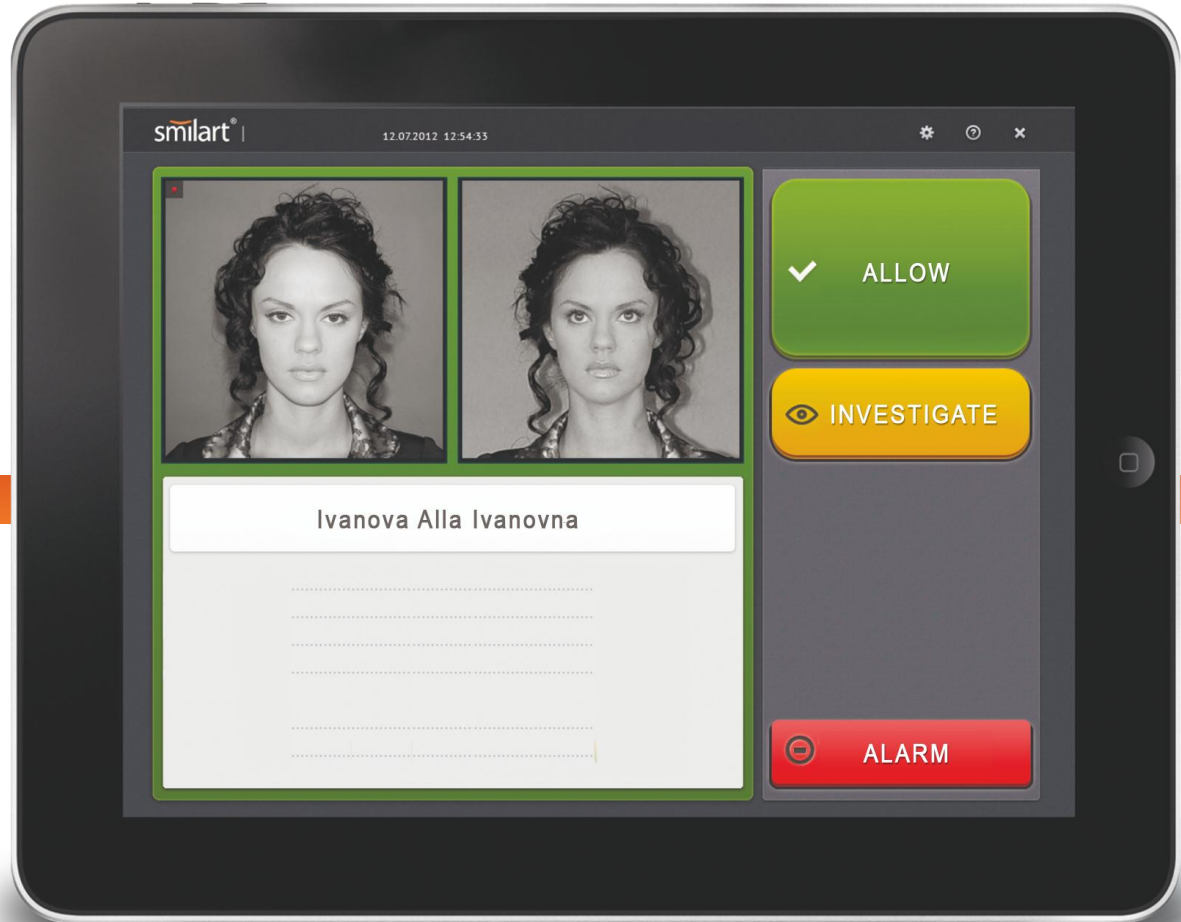 smilart® |
12.07.2012 12:54:33
ALLOW
INVESTIGATE
Ivanova Alla Ivanovna
ALARM